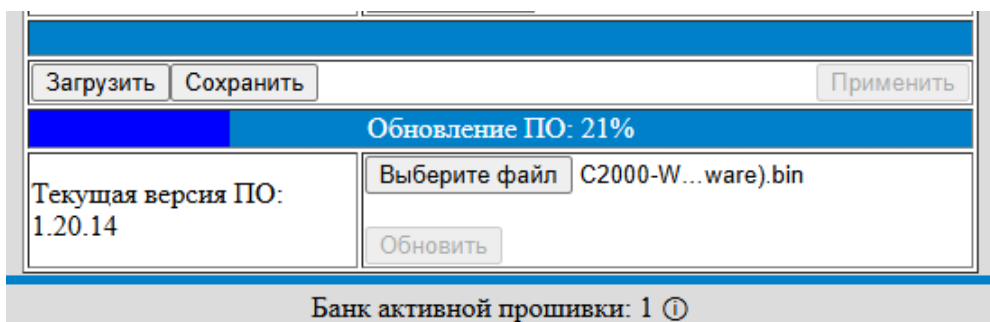 Загрузить Сохранить Применить
Обновление ПО: 21%
Текущая версия ПО:
1.20.14
Выберите файл C2000-W...ware).bin
Обновить
Банк активной прошивки: 1 ⓘ